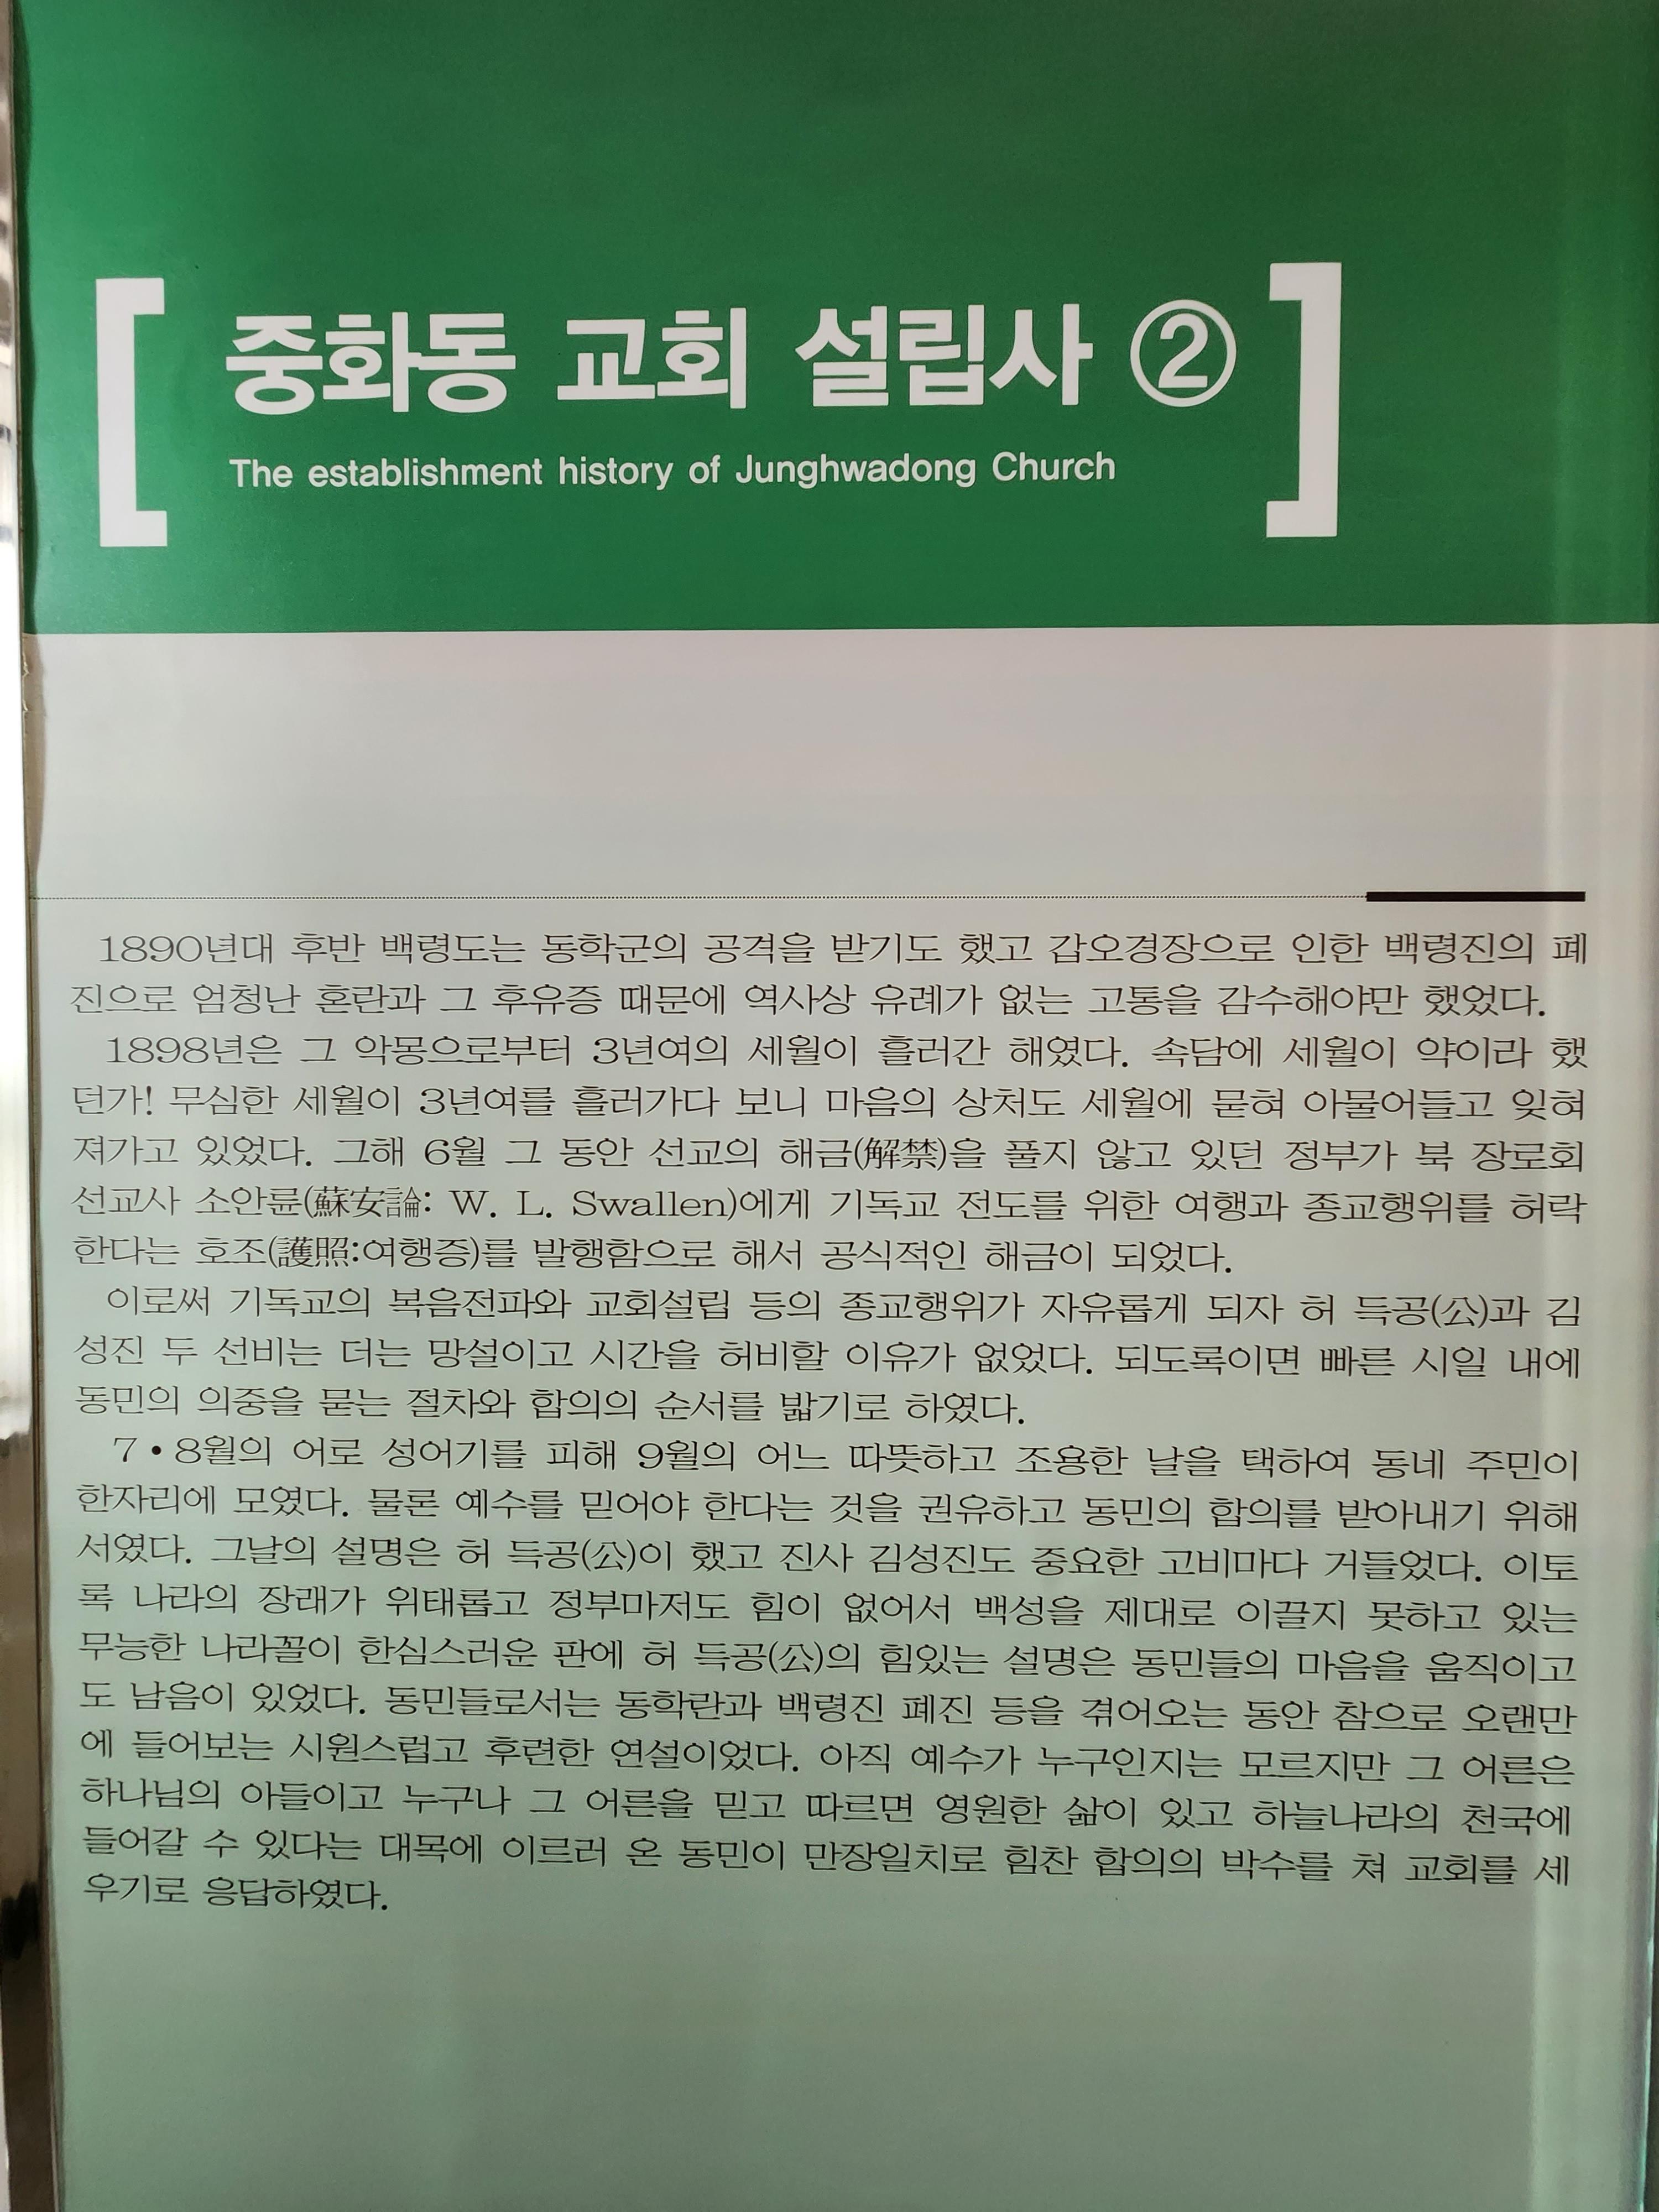 중화동 교회 설립사 ②
The establishment history of Junghwadong Church
1890년대 후반 백령도는 동학군의 공격을 받기도 했고 갑오경장으로 인한 백령진의 폐
진으로 엄청난 혼란과 그 후유증 때문에 역사상 유례가 없는 고통을 감수해야만 했었다.
1898년은 그 악몽으로부터 3년여의 세월이 흘러간 해였다. 속담에 세월이 약이라 했
던가! 무심한 세월이 3년여를 흘러가다 보니 마음의 상처도 세월에 묻혀 아물어들고 잊혀
져가고 있었다. 그해 6월 그 동안 선교의 해금(解禁)을 풀지 않고 있던 정부가 북 장로회
선교사 소안륜(蘇安論: W. L. Swallen)에게 기독교 전도를 위한 여행과 종교행위를 허락
한다는 호조(護照:여행증)를 발행함으로 해서 공식적인 해금이 되었다.
이로써 기독교의 복음전파와 교회설립 등의 종교행위가 자유롭게 되자 허 득공(公)과 김
성진 두 선비는 더는 망설이고 시간을 허비할 이유가 없었다. 되도록이면 빠른 시일 내에
동민의 의중을 묻는 절차와 합의의 순서를 밟기로 하였다.
7•8월의 어로 성어기를 피해 9월의 어느 따뜻하고 조용한 날을 택하여 동네 주민이
한자리에 모였다. 물론 예수를 믿어야 한다는 것을 권유하고 동민의 합의를 받아내기 위해
서였다. 그날의 설명은 허 득공(公)이 했고 진사 김성진도 중요한 고비마다 거들었다. 이토
록 나라의 장래가 위태롭고 정부마저도 힘이 없어서 백성을 제대로 이끌지 못하고 있는
무능한 나라꼴이 한심스러운 판에 허 득공(公)의 힘있는 설명은 동민들의 마음을 움직이고
도 남음이 있었다. 동민들로서는 동학란과 백령진 폐진 등을 겪어오는 동안 참으로 오랜만
에 들어보는 시원스럽고 후련한 연설이었다. 아직 예수가 누구인지는 모르지만 그 어른은
하나님의 아들이고 누구나 그 어른을 믿고 따르면 영원한 삶이 있고 하늘나라의 천국에
들어갈 수 있다는 대목에 이르러 온 동민이 만장일치로 힘찬 합의의 박수를 쳐 교회를 세
우기로 응답하였다.